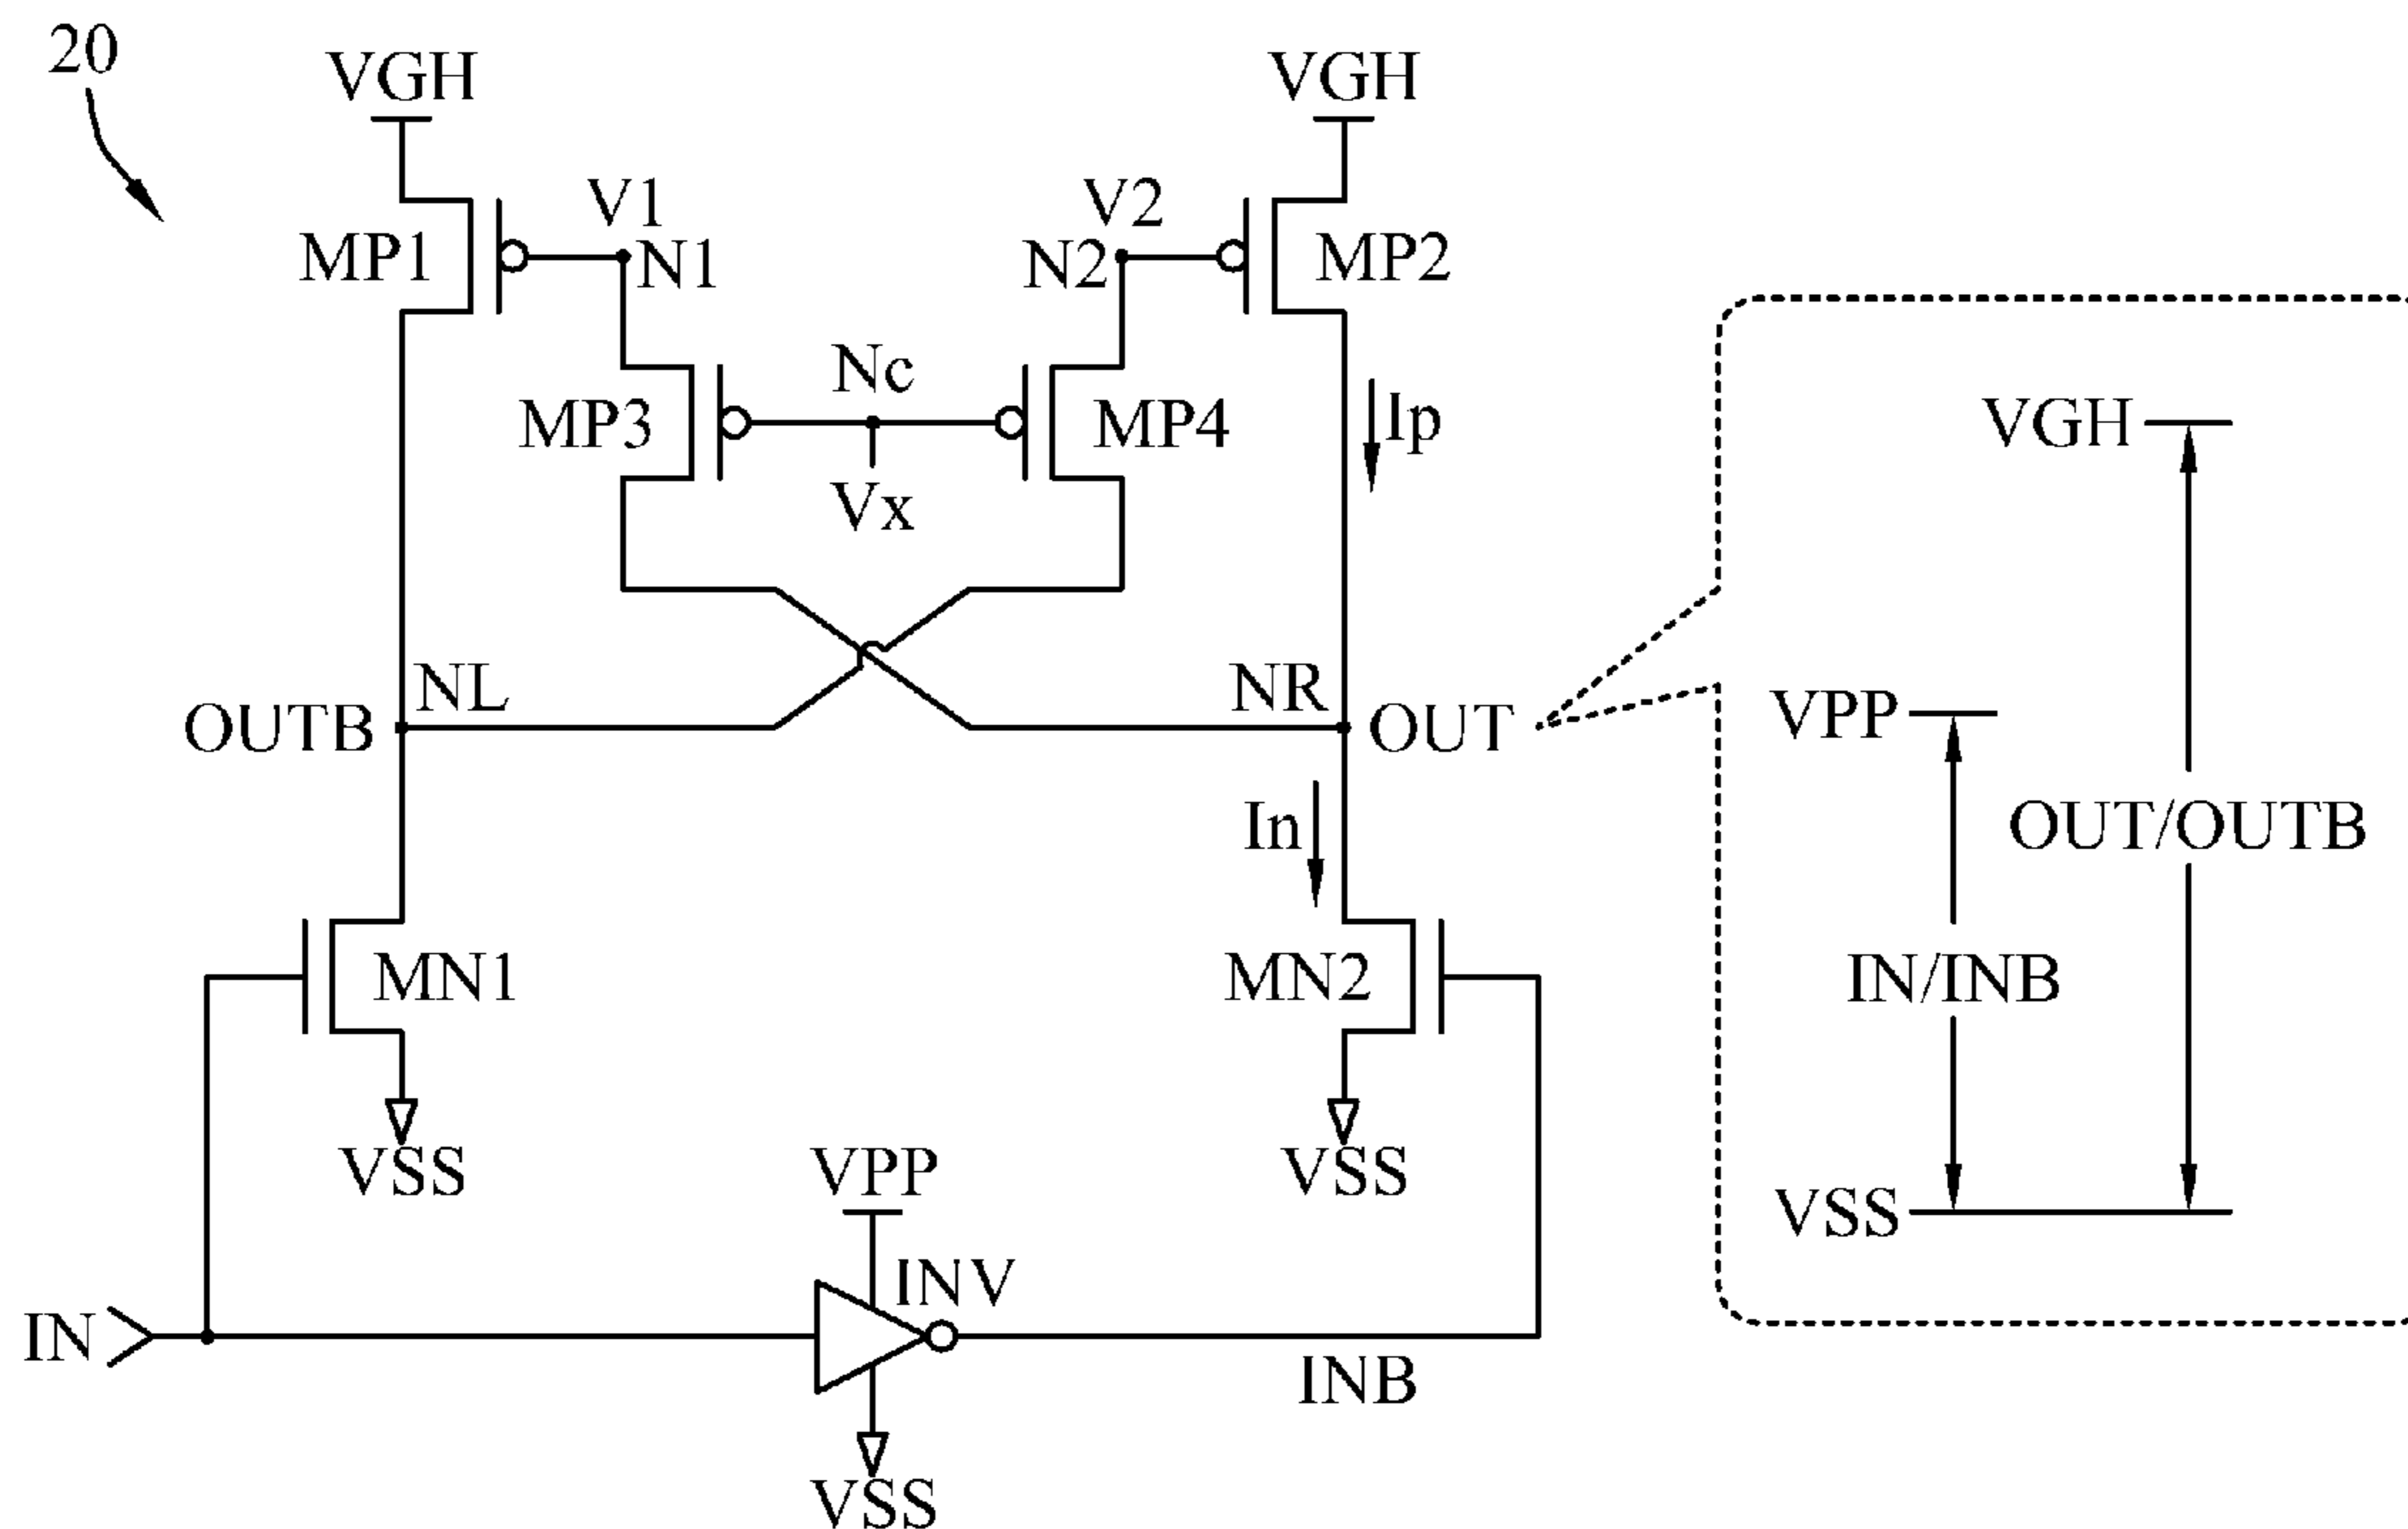 20
VGH
VGH
V1
V2
MP1
N1
N2
MP2
Nc
MP3
MP4
Ip
Vx
VGH
NL
NR
OUTB
OUT
VPP
In
OUT/OUTB
MN1
MN2
IN/INB
VSS
VPP
VSS
VSS
INV
IN
INB
VSS